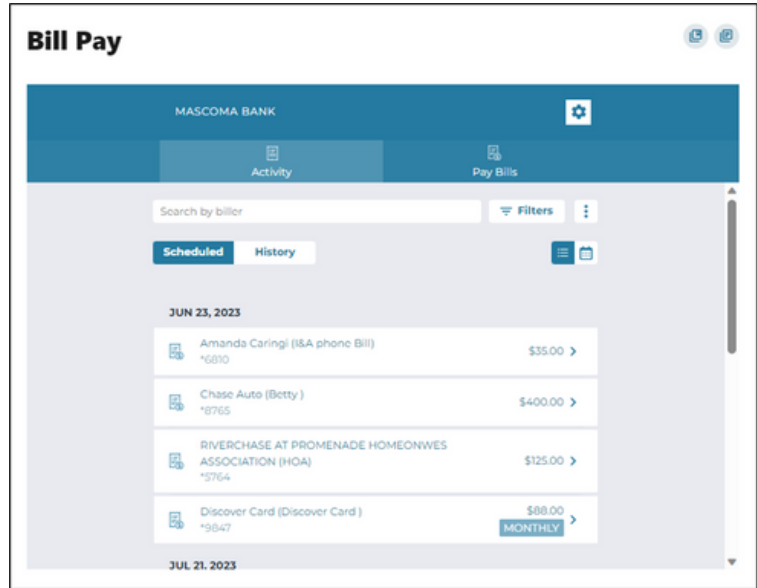 Bill Pay
MASCOMA BANK
Activity
Pay Bills
Search by biller
Filters
Scheduled
History
JUN 23, 2023
Amanda Caringi (I&A phone Bill)
*6810
$35.00
Chase Auto (Betty )
*8765
$400.00
RIVERCHASE AT PROMENADE HOMEONWES
ASSOCIATION (HOA)
*5764
$125.00
Discover Card (Discover Card )
*9847
$88.00
MONTHLY
JUL 21, 2023